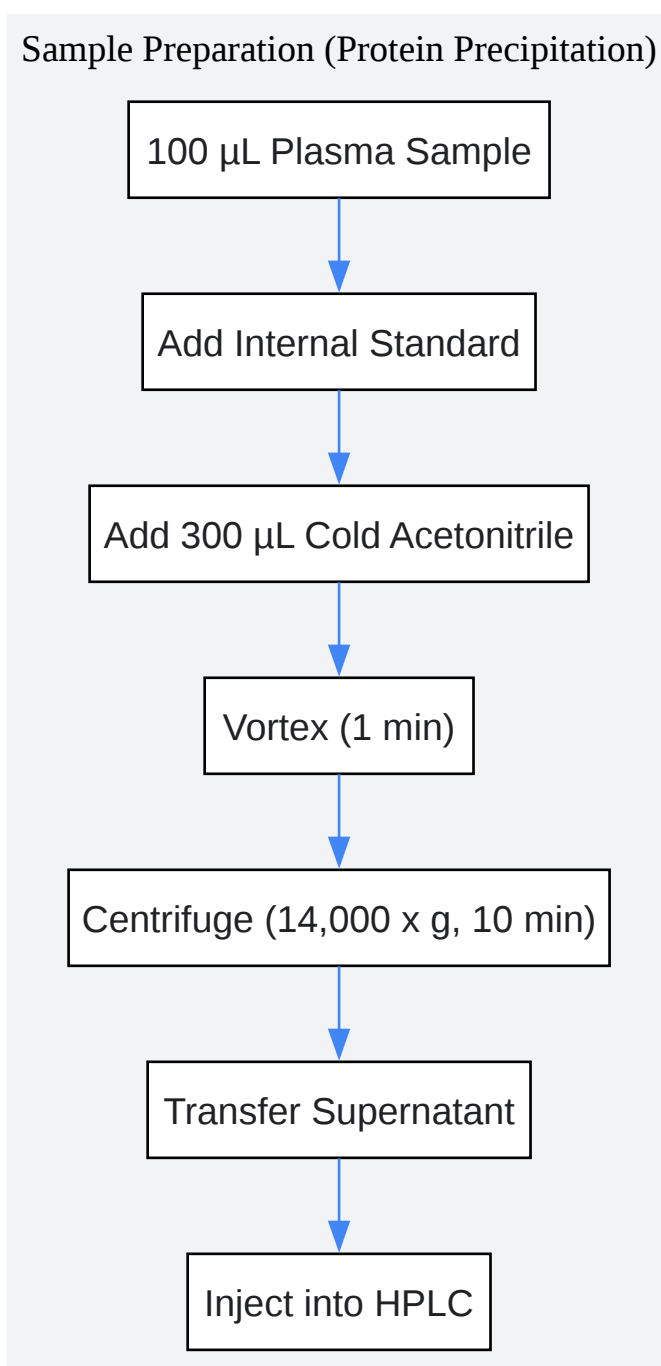 Sample Preparation (Protein Precipitation)
100 µL Plasma Sample
Add Internal Standard
Add 300 µL Cold Acetonitrile
Vortex (1 min)
Centrifuge (14,000 x g, 10 min)
Transfer Supernatant
Inject into HPLC